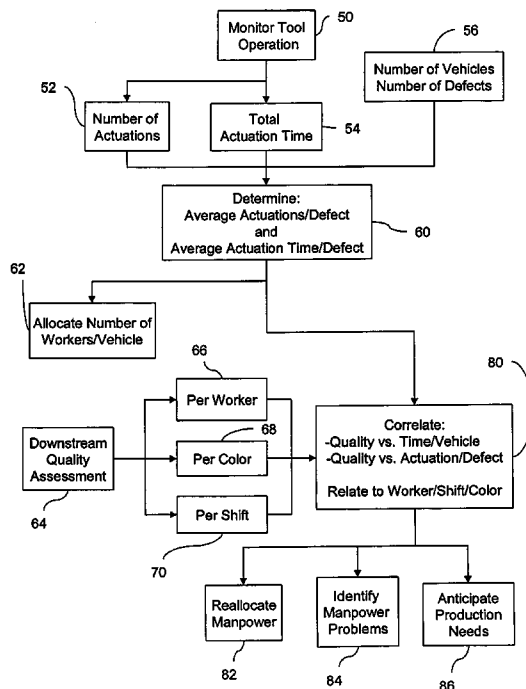 50
Monitor Tool
Operation
56
Number of Vehicles
Number of Defects
52
Number of
Actuations
Total
Actuation Time
54
Determine:
Average Actuations/Defect
and
Average Actuation Time/Defect
60
62
Allocate Number of
Workers/Vehicle
66
Per Worker
80
68
Per Color
Downstream
Quality
Assessment
64
Per Shift
70
Correlate:
-Quality vs. Time/Vehicle
-Quality vs. Actuation/Defect
Relate to Worker/Shift/Color
Reallocate
Manpower
82
Identify
Manpower
Problems
84
Anticipate
Production
Needs
86